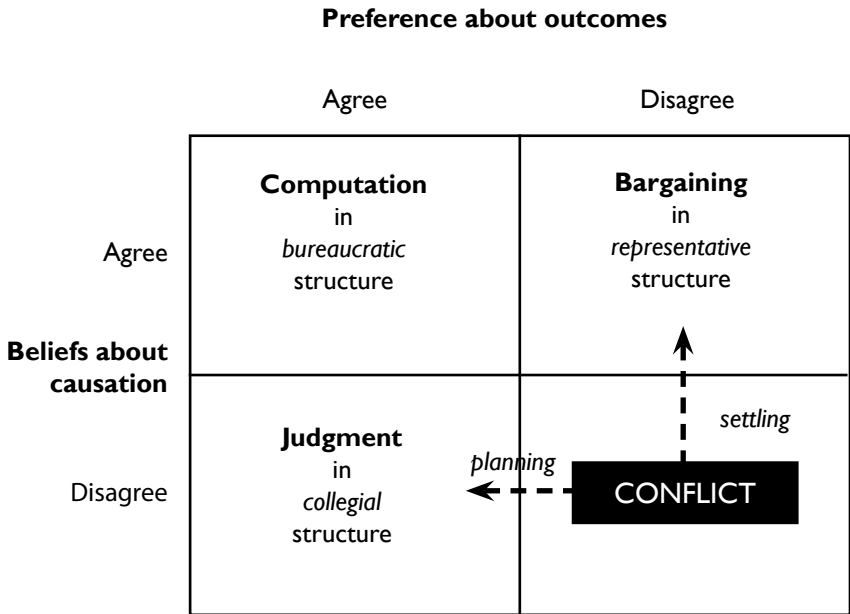 Preference about outcomes
Agree
Disagree
Computation
in
bureaucratic
structure
Bargaining
in
representative
structure
Agree
Beliefs about
causation
Judgment
in
collegial
structure
planning
settling
CONFLICT
Disagree